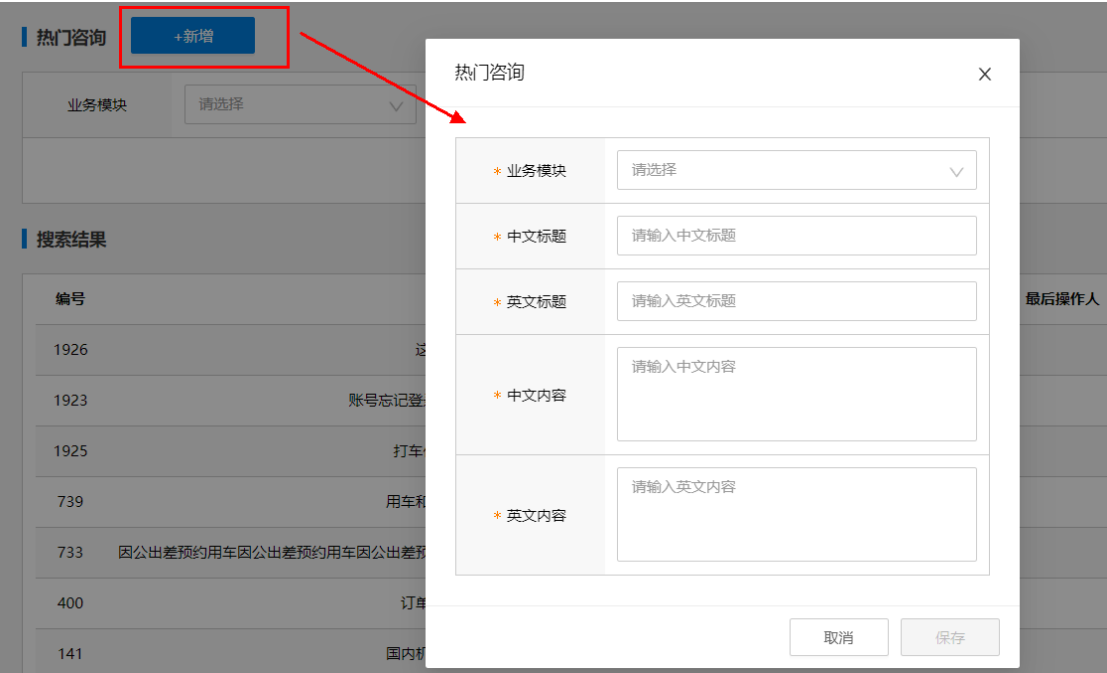 热门咨询
+新增
业务模块
请选择
搜索结果
编号
最后操作人
1926
这
1923
账号忘记登
1925
打车
739
用车和
733
因公出差预约用车因公出差预约用车因公出差预
400
订单
141
国内机
热门咨询
* 业务模块
请选择
* 中文标题
请输入中文标题
* 英文标题
请输入英文标题
* 中文内容
请输入中文内容
* 英文内容
请输入英文内容
取消
保存